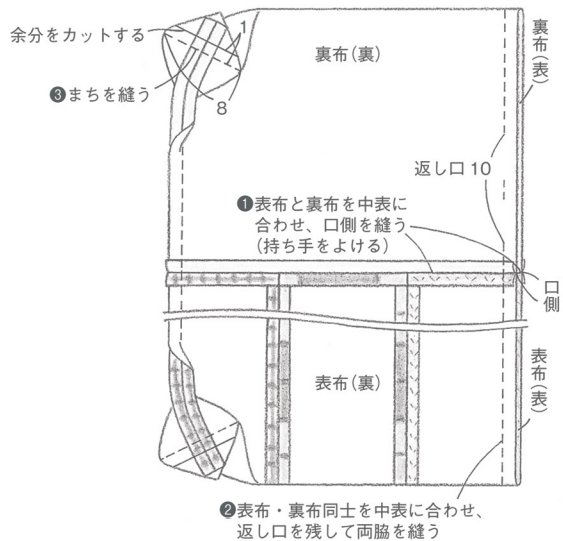 余分をカットする
1
裏布(裏)
裏布(表)
❸まちを縫う
8
返し口10
❶表布と裏布を中表に
合わせ、口側を縫う
(持ち手をよける)
口側
表布(裏)
表布(表)
❷表布・裏布同士を中表に合わせ、
返し口を残して両脇を縫う